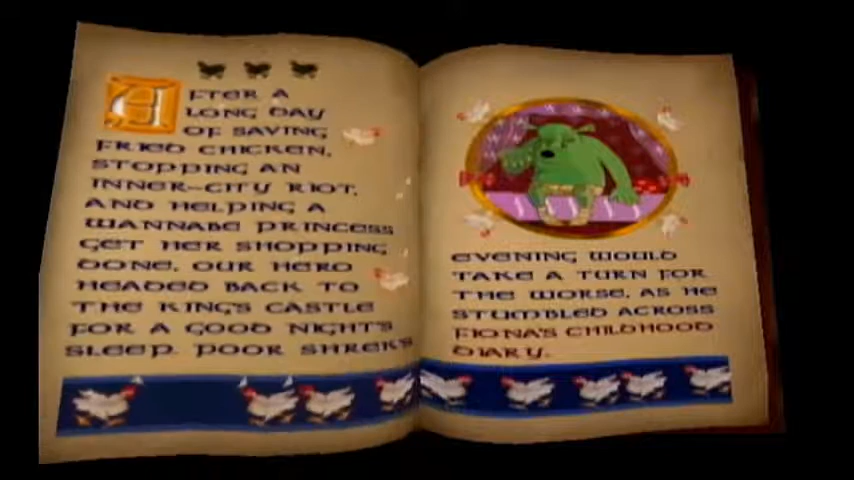 AFTER A
LONG DAY
OF SAVING
FRIED CHICKEN,
STOPPING AN
INNER-CITY RIOT,
AND HELPING A
WANNABE PRINCESS
GET HER SHOPPING
DONE, OUR HERO
HEADED BACK TO
THE KING'S CASTLE
FOR A GOOD NIGHT'S
SLEEP. POOR SHREK'S
EVENING WOULD
TAKE A TURN FOR
THE WORSE, AS HE
STUMBLED ACROSS
FIONA'S CHILDHOOD
DIARY.